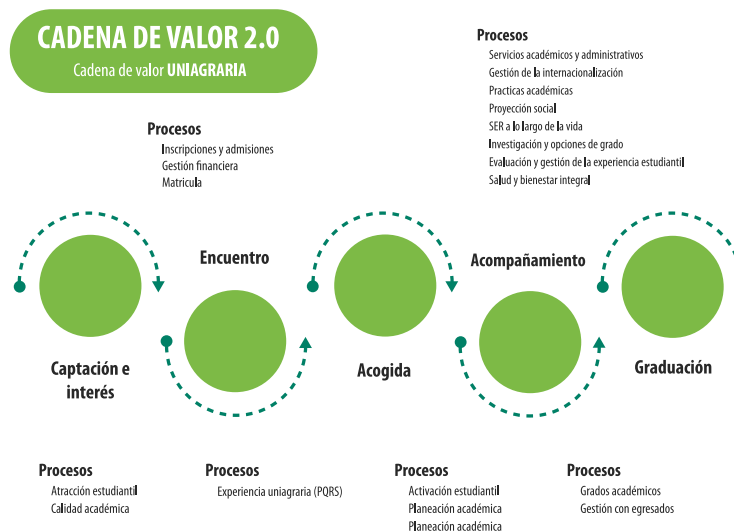 CADENA DE VALOR 2.0
Cadena de valor UNIAGRARIA
Procesos
Servicios académicos y administrativos
Gestión de la internacionalización
Practicas académicas
Proyección social
SER a lo largo de la vida
Investigación y opciones de grado
Evaluación y gestión de la experiencia estudiantil
Salud y bienestar integral
Procesos
Inscripciones y admisiones
Gestión financiera
Matricula
Encuentro
Acompañamiento
Captación e
interés
Acogida
Graduación
Procesos
Atracción estudiantil
Calidad académica
Procesos
Experiencia uniagraria (PQRS)
Procesos
Activación estudiantil
Planeación académica
Planeación académica
Procesos
Grados académicos
Gestión con egresados